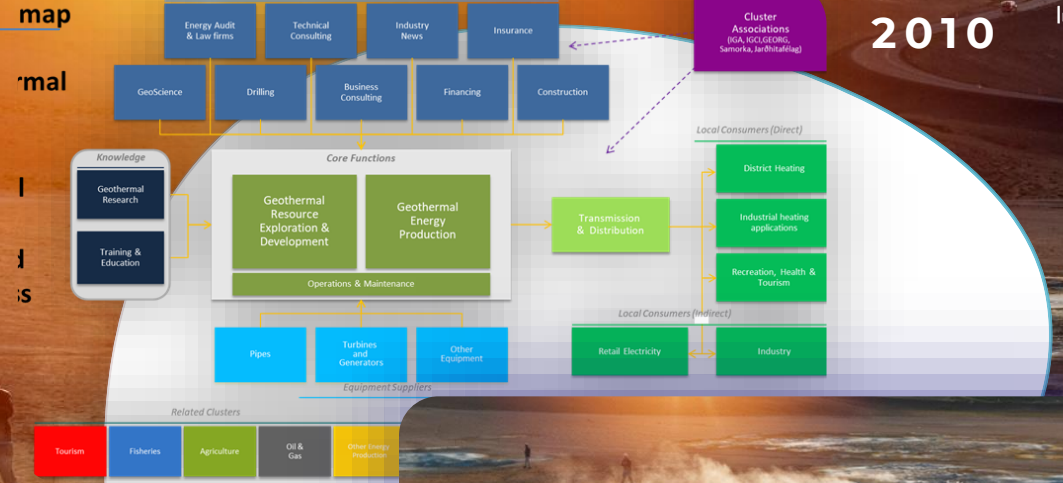 map
rmal
l
d
ss
2010
Energy Audit
& Law firms
Technical
Consulting
Industry
News
Insurance
Cluster
Associations
(IGA, IGCI,GEORG,
Samorka, Jarðhitafélag)
GeoScience
Drilling
Business
Consulting
Financing
Construction
Local Consumers (Direct)
Knowledge
Geothermal
Research
Training &
Education
Core Functions
Geothermal
Resource
Exploration &
Development
Geothermal
Energy
Production
Operations & Maintenance
Transmission
& Distribution
District Heating
Industrial heating
applications
Recreation, Health &
Tourism
Local Consumers (Indirect)
Retail Electricity
Industry
Pipes
Turbines
and
Generators
Other
Equipment
Equipment Suppliers
Related Clusters
Tourism
Fisheries
Agriculture
Oil &
Gas
Other Energy
Production